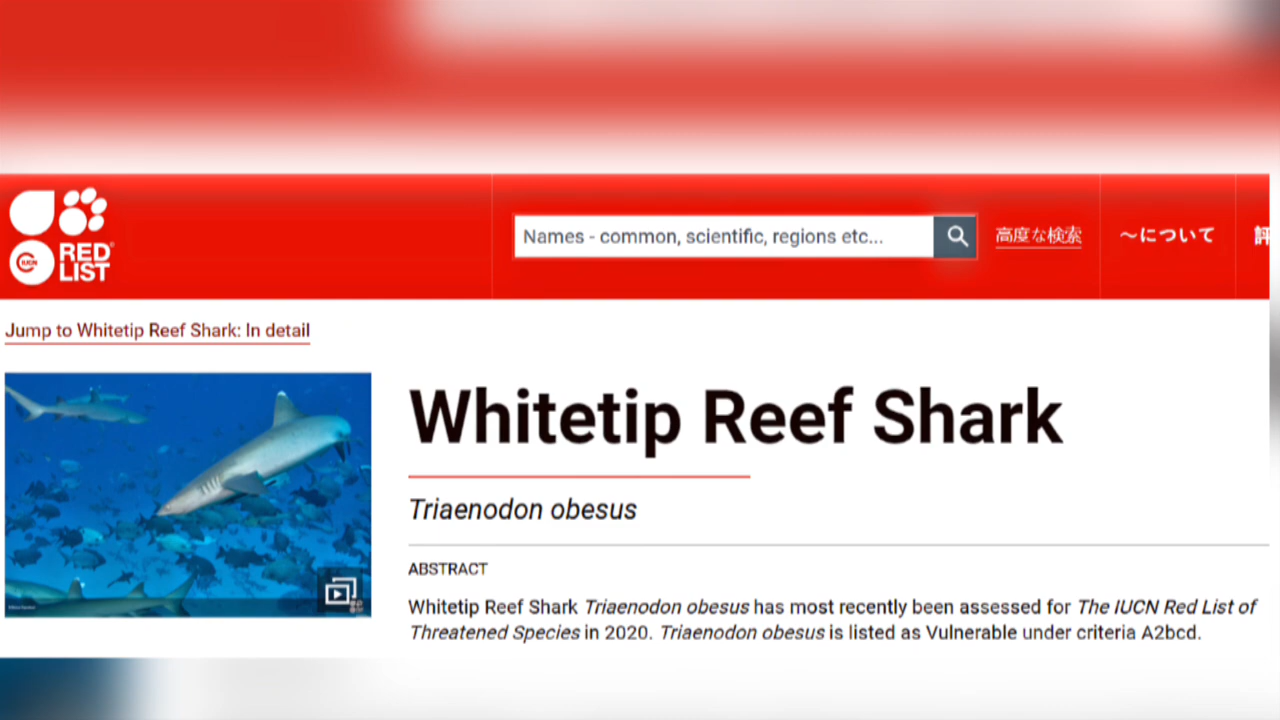 RED
LIST
IUCN
Names - common, scientific, regions etc...
高度な検索
～について
評
Jump to Whitetip Reef Shark: In detail
Whitetip Reef Shark
Triaenodon obesus
ABSTRACT
Whitetip Reef Shark Triaenodon obesus has most recently been assessed for The IUCN Red List of
Threatened Species in 2020. Triaenodon obesus is listed as Vulnerable under criteria A2bcd.